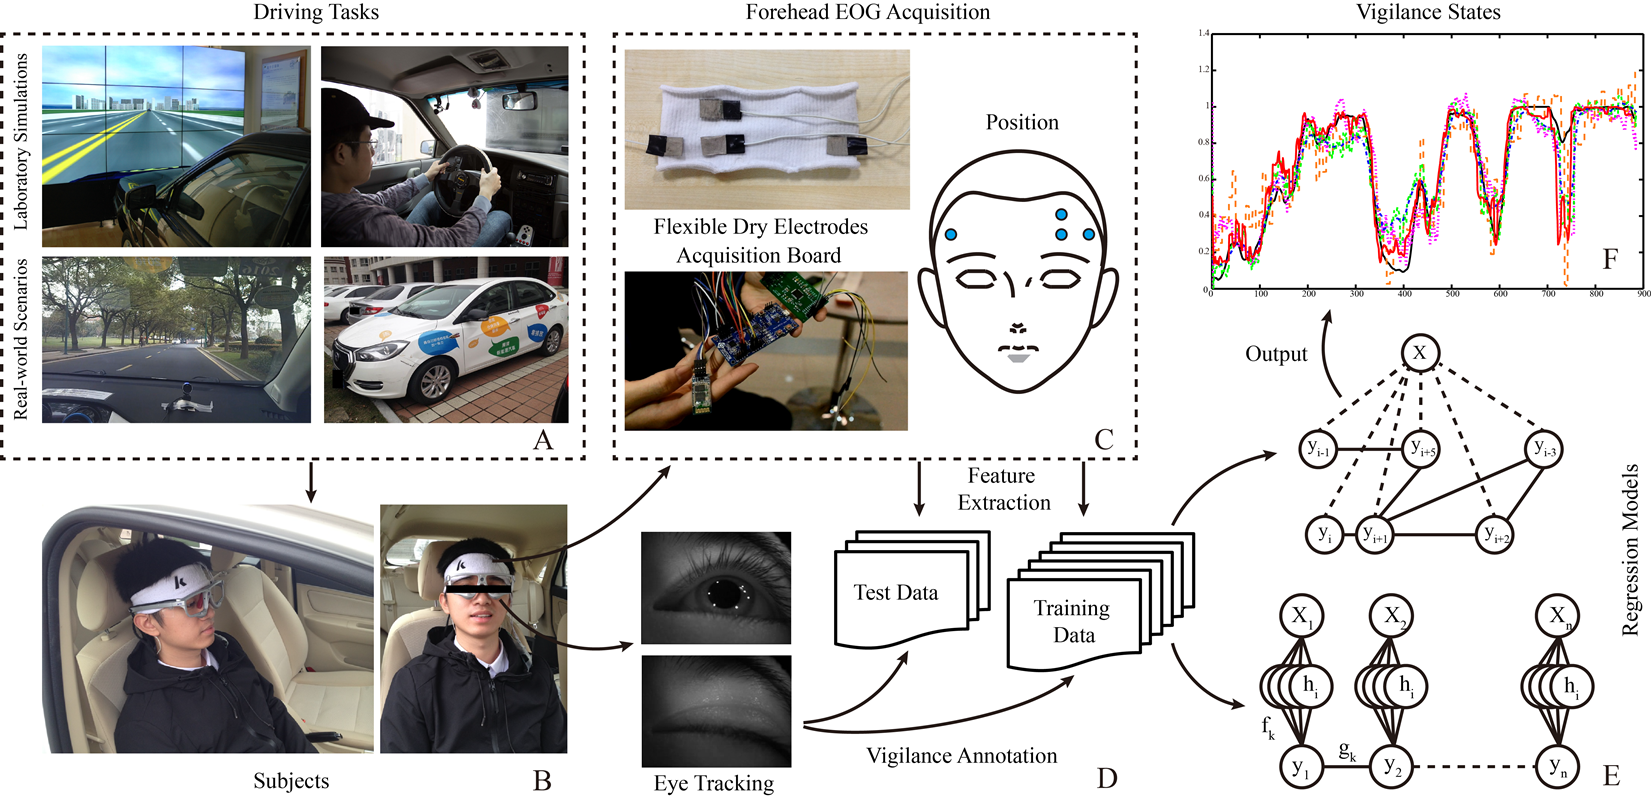 Driving Tasks
Laboratory Simulations
Real-world Scenarios
A
Forehead EOG Acquisition
Position
Flexible Dry Electrodes
Acquisition Board
C
Vigilance States
1.4
1.2
1
0.8
0.6
0.4
0.2
0
0 100 200 300 400 500 600 700 800 900
F
Output
X
y_{i-1} y_{i+5} y_{i-3}
y_i y_{i+1} y_{i+2}
Regression Models
Feature
Extraction
Test Data
Training
Data
Vigilance Annotation
D
Subjects
B
Eye Tracking
X_1 X_2 X_n
h_i h_i h_i
f_k
g_k
y_1 y_2 y_n
E